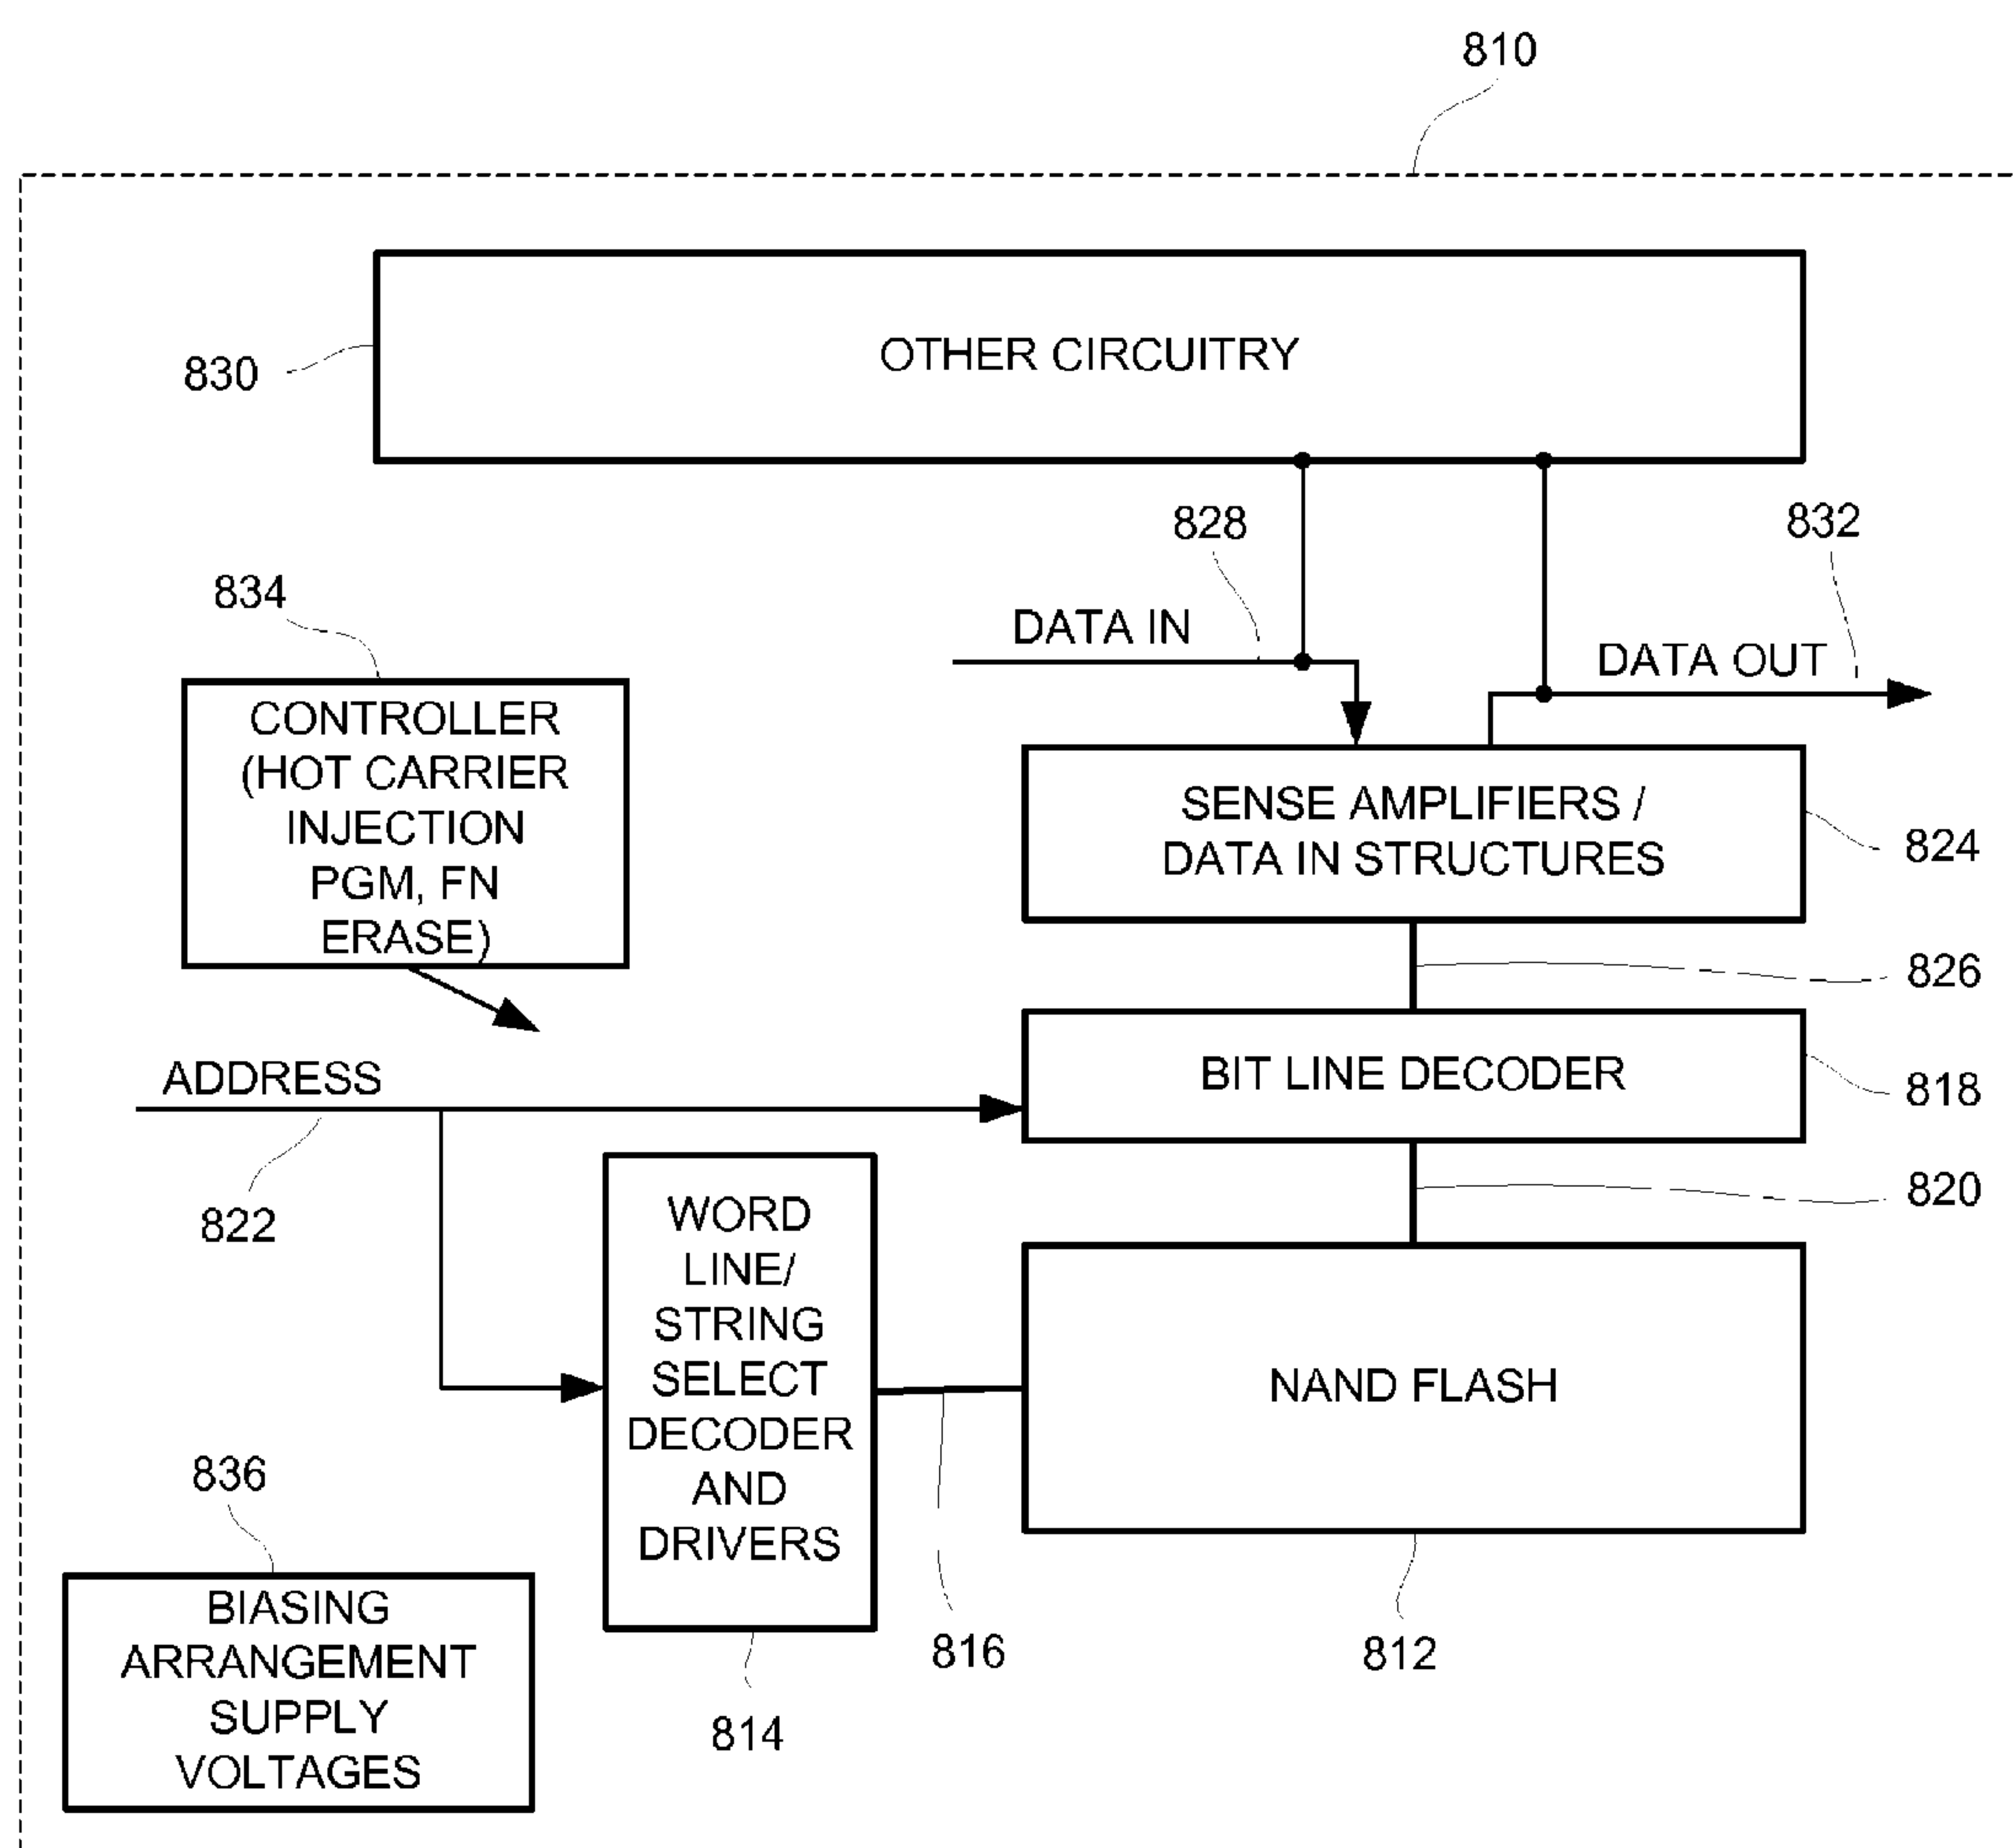 810
OTHER CIRCUITRY
830
828
832
834
DATA IN
DATA OUT
CONTROLLER
(HOT CARRIER
INJECTION
PGM, FN
ERASE)
SENSE AMPLIFIERS /
DATA IN STRUCTURES
824
826
ADDRESS
BIT LINE DECODER
818
820
822
WORD
LINE/
STRING
SELECT
DECODER
AND
DRIVERS
NAND FLASH
836
BIASING
ARRANGEMENT
SUPPLY
VOLTAGES
816
812
814